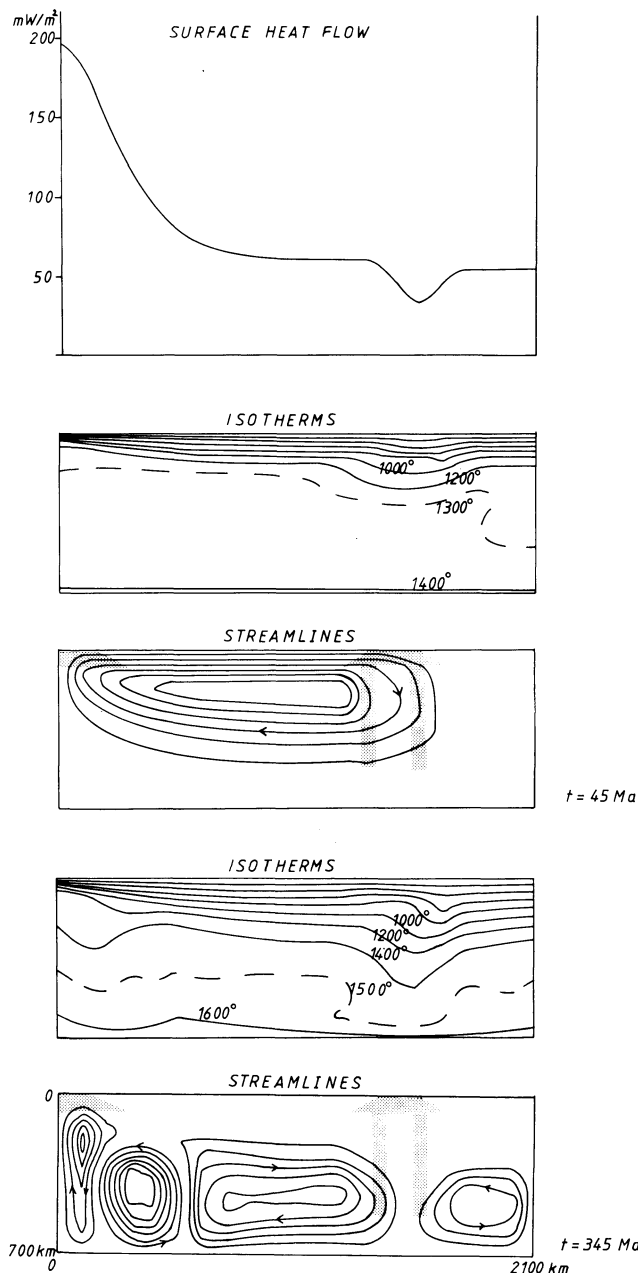 mW/m²
SURFACE HEAT FLOW
200
150
100
50
ISOTHERMS
1000°
1200°
1300°
1400°
STREAMLINES
t = 45 Ma
ISOTHERMS
1000°
1200°
1400°
1500°
1600°
STREAMLINES
0
700 km
t = 345 Ma
0
2100 km